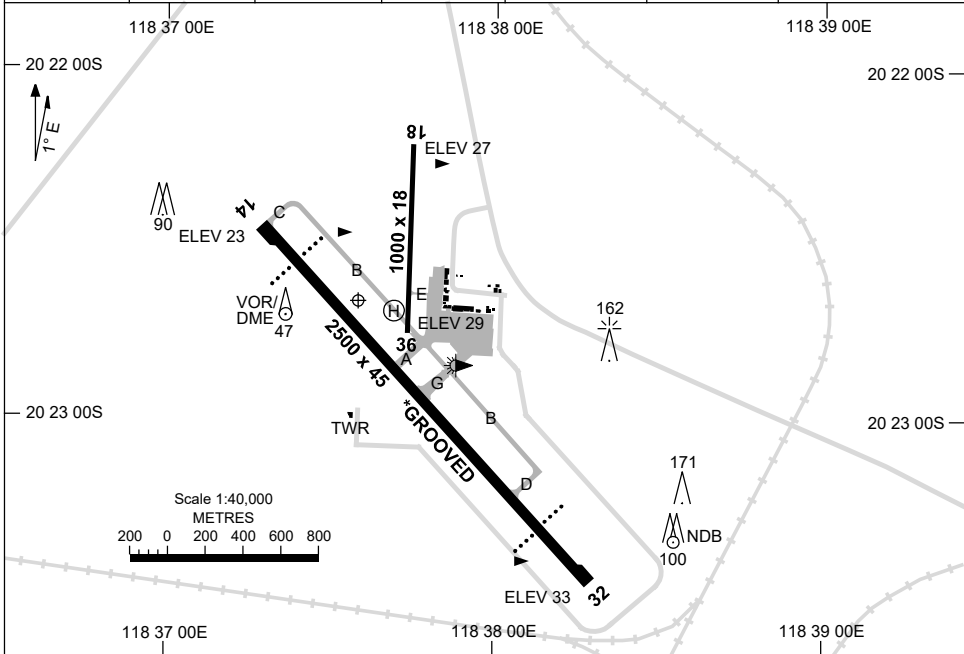 118 37 00E
118 38 00E
118 39 00E
20 22 00S
20 22 00S
1° E
18
ELEV 27
90
14
C
ELEV 23
1000 x 18
B
E
VOR/
DME
47
H
ELEV 29
162
36
A
2500 x 45
G
*GROOVED
B
20 23 00S
20 23 00S
TWR
171
D
Scale 1:40,000
METRES
200 0 200 400 600 800
NDB
100
ELEV 33
32
118 37 00E
118 38 00E
118 39 00E